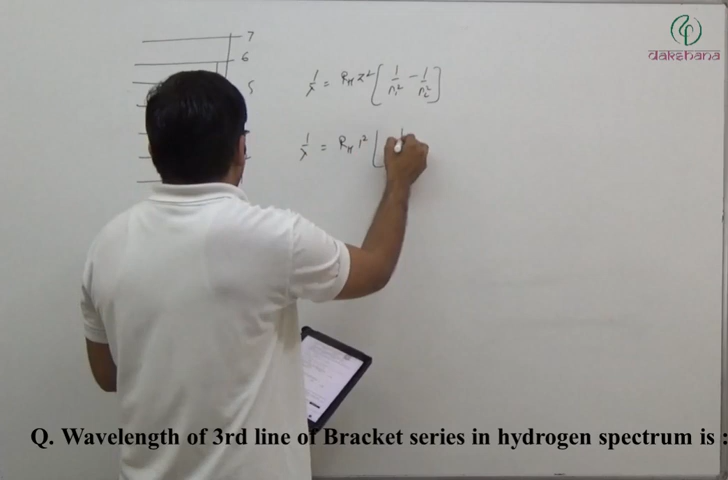 7
6
5
1/λ = R_H z² [ 1/n₁² − 1/n₂² ]
1/λ = R_H 1² [ 1
dakshana
Q. Wavelength of 3rd line of Bracket series in hydrogen spectrum is :